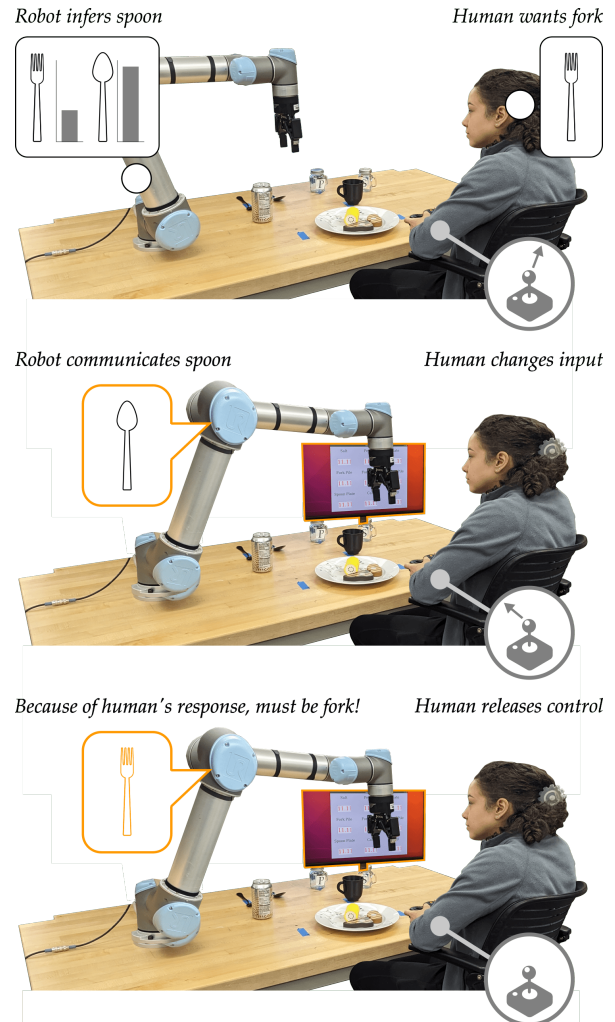 Robot infers spoon
Human wants fork
Robot communicates spoon
Human changes input
Because of human's response, must be fork!
Human releases control